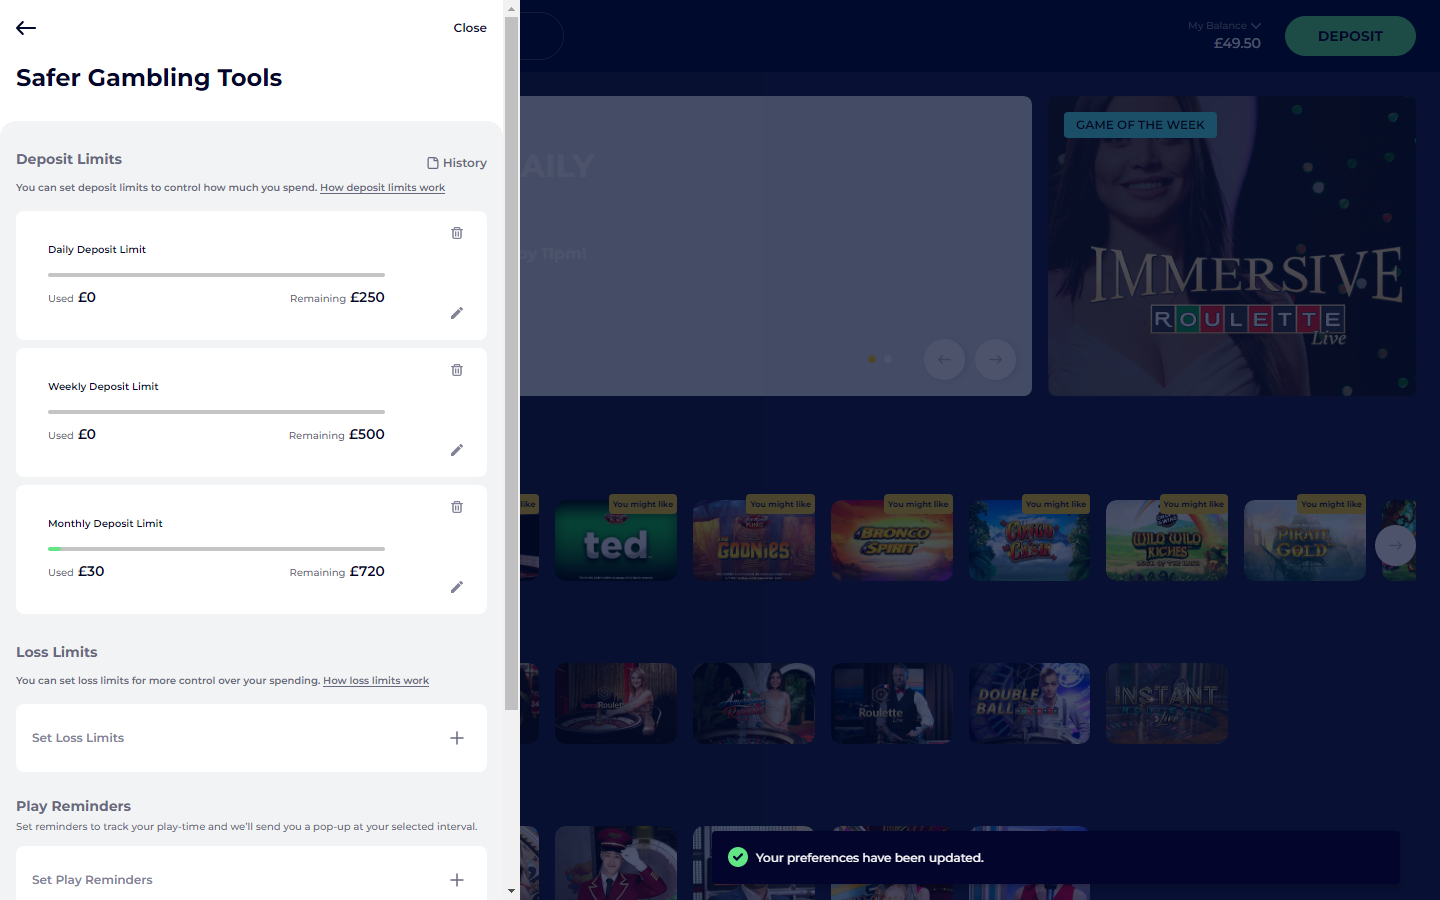 Close
Safer Gambling Tools
Deposit Limits
History
You can set deposit limits to control how much you spend. How deposit limits work
Daily Deposit Limit
Used £0
Remaining £250
Weekly Deposit Limit
Used £0
Remaining £500
Monthly Deposit Limit
Used £30
Remaining £720
Loss Limits
You can set loss limits for more control over your spending. How loss limits work
Set Loss Limits
Play Reminders
Set reminders to track your play-time and we'll send you a pop-up at your selected interval.
Set Play Reminders
My Balance
£49.50
DEPOSIT
AILY
by 11pm!
GAME OF THE WEEK
IMMERSIVE
ROULETTE
Live
like
You might like
You might like
You might like
You might like
You might like
You might like
ted
THE GOONIES
BRONCO SPIRIT
WILD WILD RICHES
PIRATE GOLD
Roulette
DOUBLE BALL
INSTANT
Your preferences have been updated.